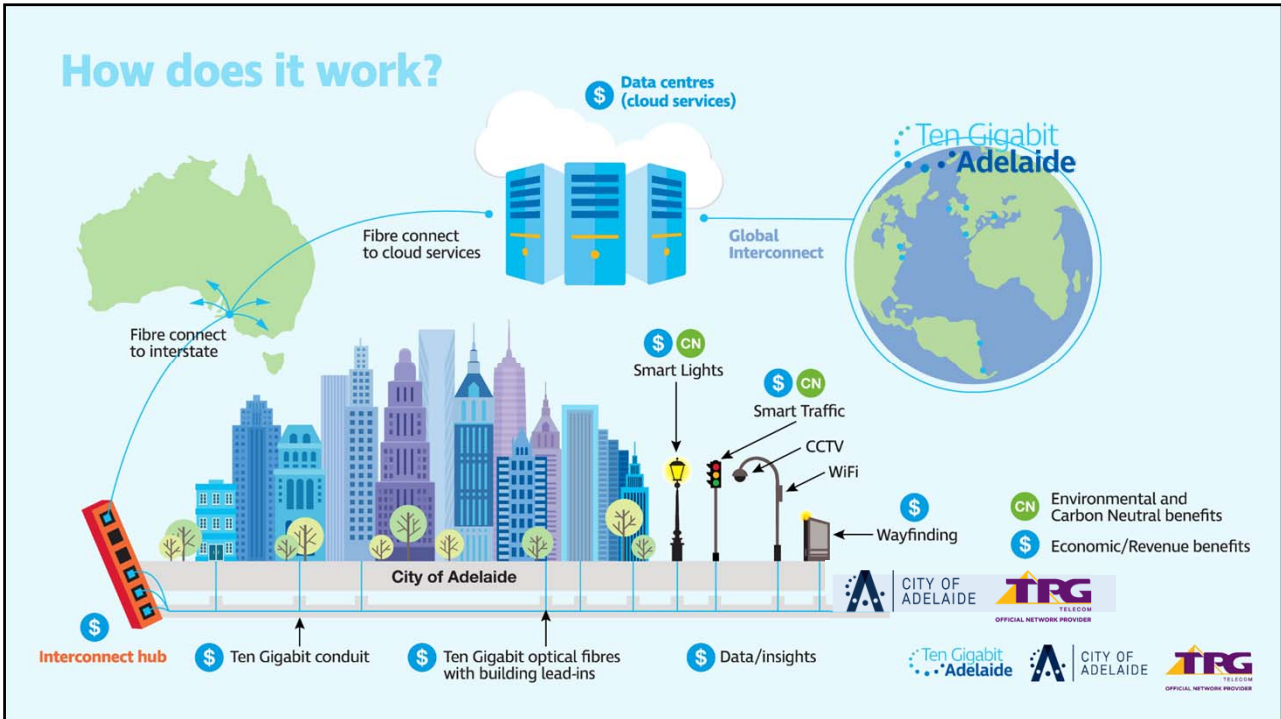 How does it work?
$
Data centres
(cloud services)
Ten Gigabit
Adelaide
Fibre connect
to cloud services
Global
Interconnect
Fibre connect
to interstate
$ CN
Smart Lights
$ CN
Smart Traffic
CCTV
WiFi
$
Wayfinding
CN Environmental and
Carbon Neutral benefits
$ Economic/Revenue benefits
City of Adelaide
CITY OF
ADELAIDE
TPG
TELECOM
OFFICIAL NETWORK PROVIDER
$
Interconnect hub
$ Ten Gigabit conduit
$ Ten Gigabit optical fibres
with building lead-ins
$ Data/insights
Ten Gigabit
Adelaide
CITY OF
ADELAIDE
TPG
TELECOM
OFFICIAL NETWORK PROVIDER